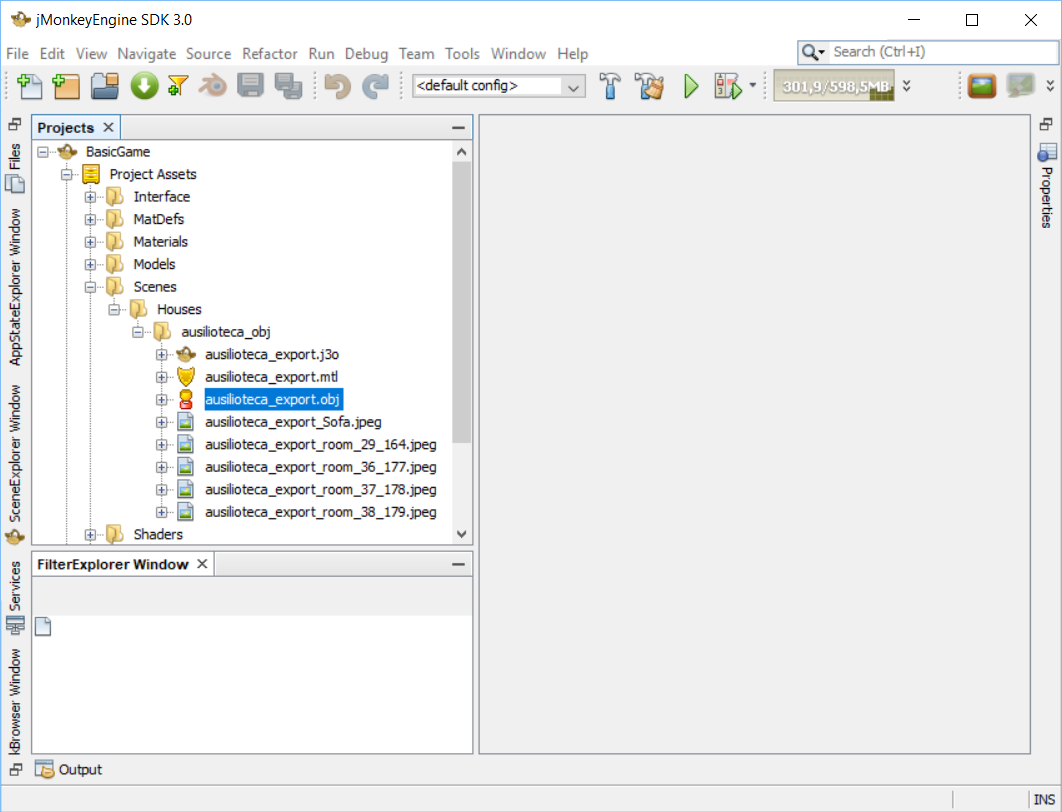 jMonkeyEngine SDK 3.0
File Edit View Navigate Source Refactor Run Debug Team Tools Window Help
Search (Ctrl+I)
<default config>
301,9/598,5MB
Projects
BasicGame
Project Assets
Interface
MatDefs
Materials
Models
Scenes
Houses
ausilioteca_obj
ausilioteca_export.j3o
ausilioteca_export.mtl
ausilioteca_export.obj
ausilioteca_export_Sofa.jpeg
ausilioteca_export_room_29_164.jpeg
ausilioteca_export_room_36_177.jpeg
ausilioteca_export_room_37_178.jpeg
ausilioteca_export_room_38_179.jpeg
Shaders
FilterExplorer Window
Files
AppStateExplorer Window
SceneExplorer Window
Services
kBrowser Window
Properties
Output
INS